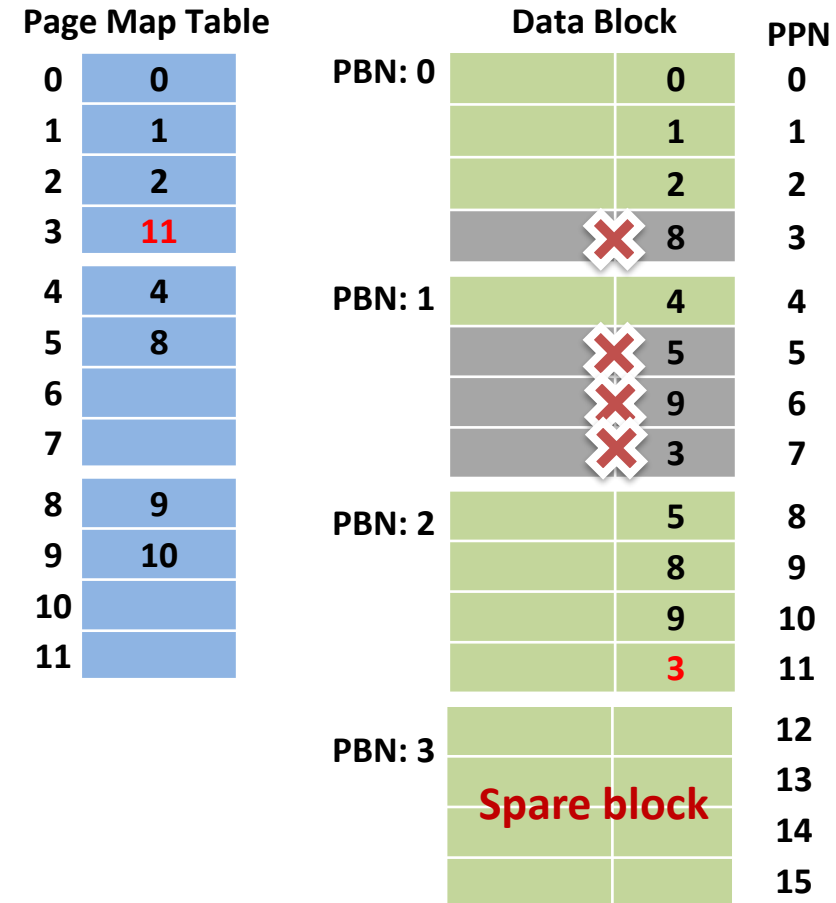 Page Map Table Data Block PPN
0 0 PBN: 0 0 0
1 1 1 1
2 2 2 2
3 11 8 3
4 4 PBN: 1 4 4
5 8 5 5
6 9 6
7 3 7
8 9 PBN: 2 5 8
9 10 8 9
10 9 10
11 3 11
PBN: 3 12
13
Spare block
14
15